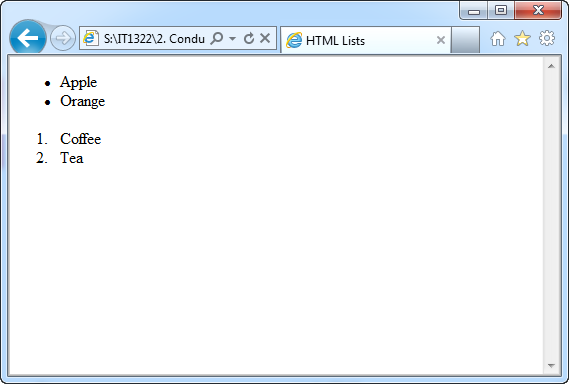 S:\IT1322\2. Condu
HTML Lists
• Apple
• Orange
1. Coffee
2. Tea